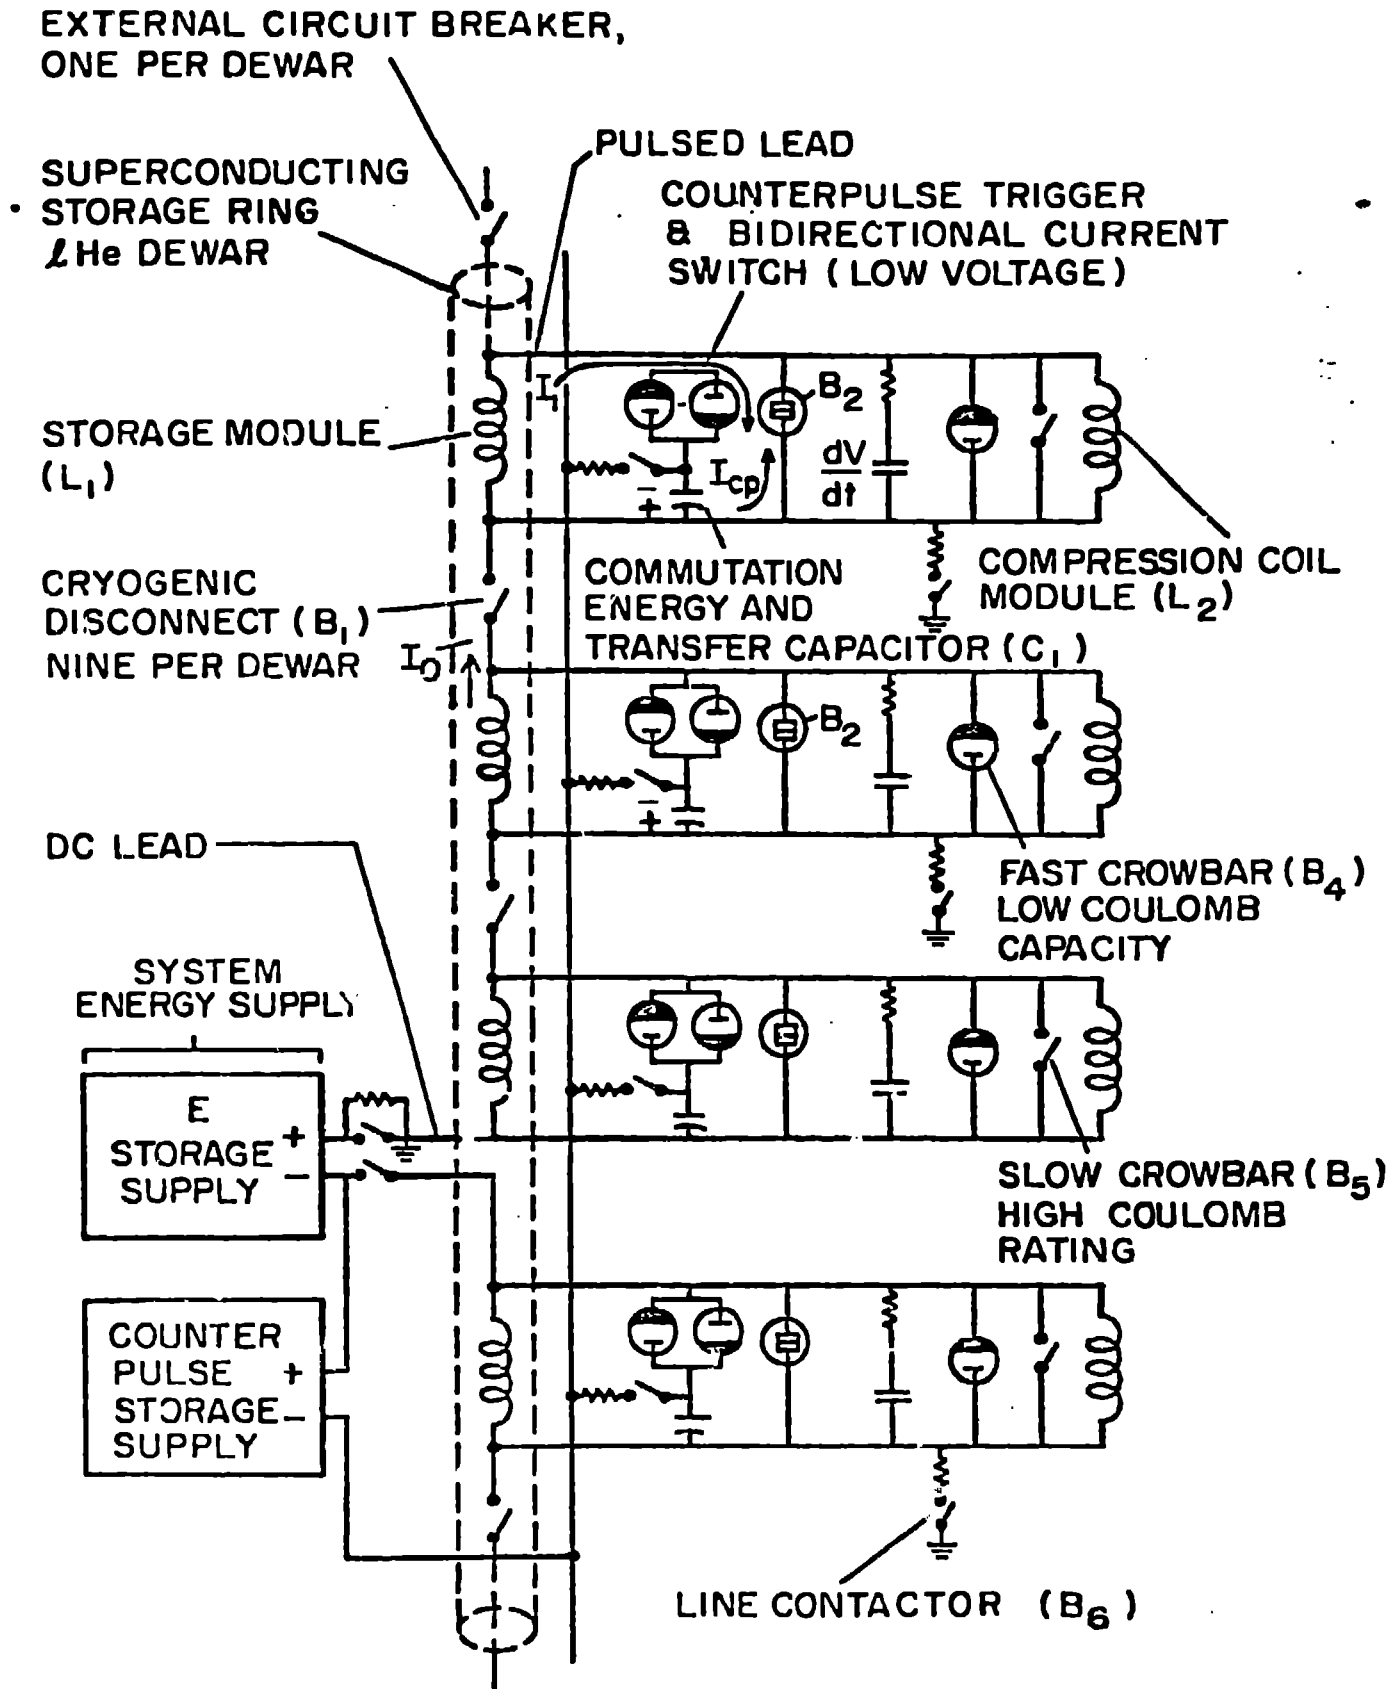 EXTERNAL CIRCUIT BREAKER,
ONE PER DEWAR
PULSED LEAD
SUPERCONDUCTING
STORAGE RING
ℓHe DEWAR
COUNTERPULSE TRIGGER
& BIDIRECTIONAL CURRENT
SWITCH (LOW VOLTAGE)
I₁
B₂
STORAGE MODULE
(L₁)
dV
dt
I_cp
−
+
COMMUTATION
ENERGY AND
TRANSFER CAPACITOR (C₁)
COMPRESSION COIL
MODULE (L₂)
CRYOGENIC
DISCONNECT (B₁)
NINE PER DEWAR
I₀
B₂
−
+
DC LEAD
FAST CROWBAR (B₄)
LOW COULOMB
CAPACITY
SYSTEM
ENERGY SUPPLY
E
STORAGE
SUPPLY
+
−
SLOW CROWBAR (B₅)
HIGH COULOMB
RATING
COUNTER
PULSE
STORAGE
SUPPLY
+
−
LINE CONTACTOR (B₆)